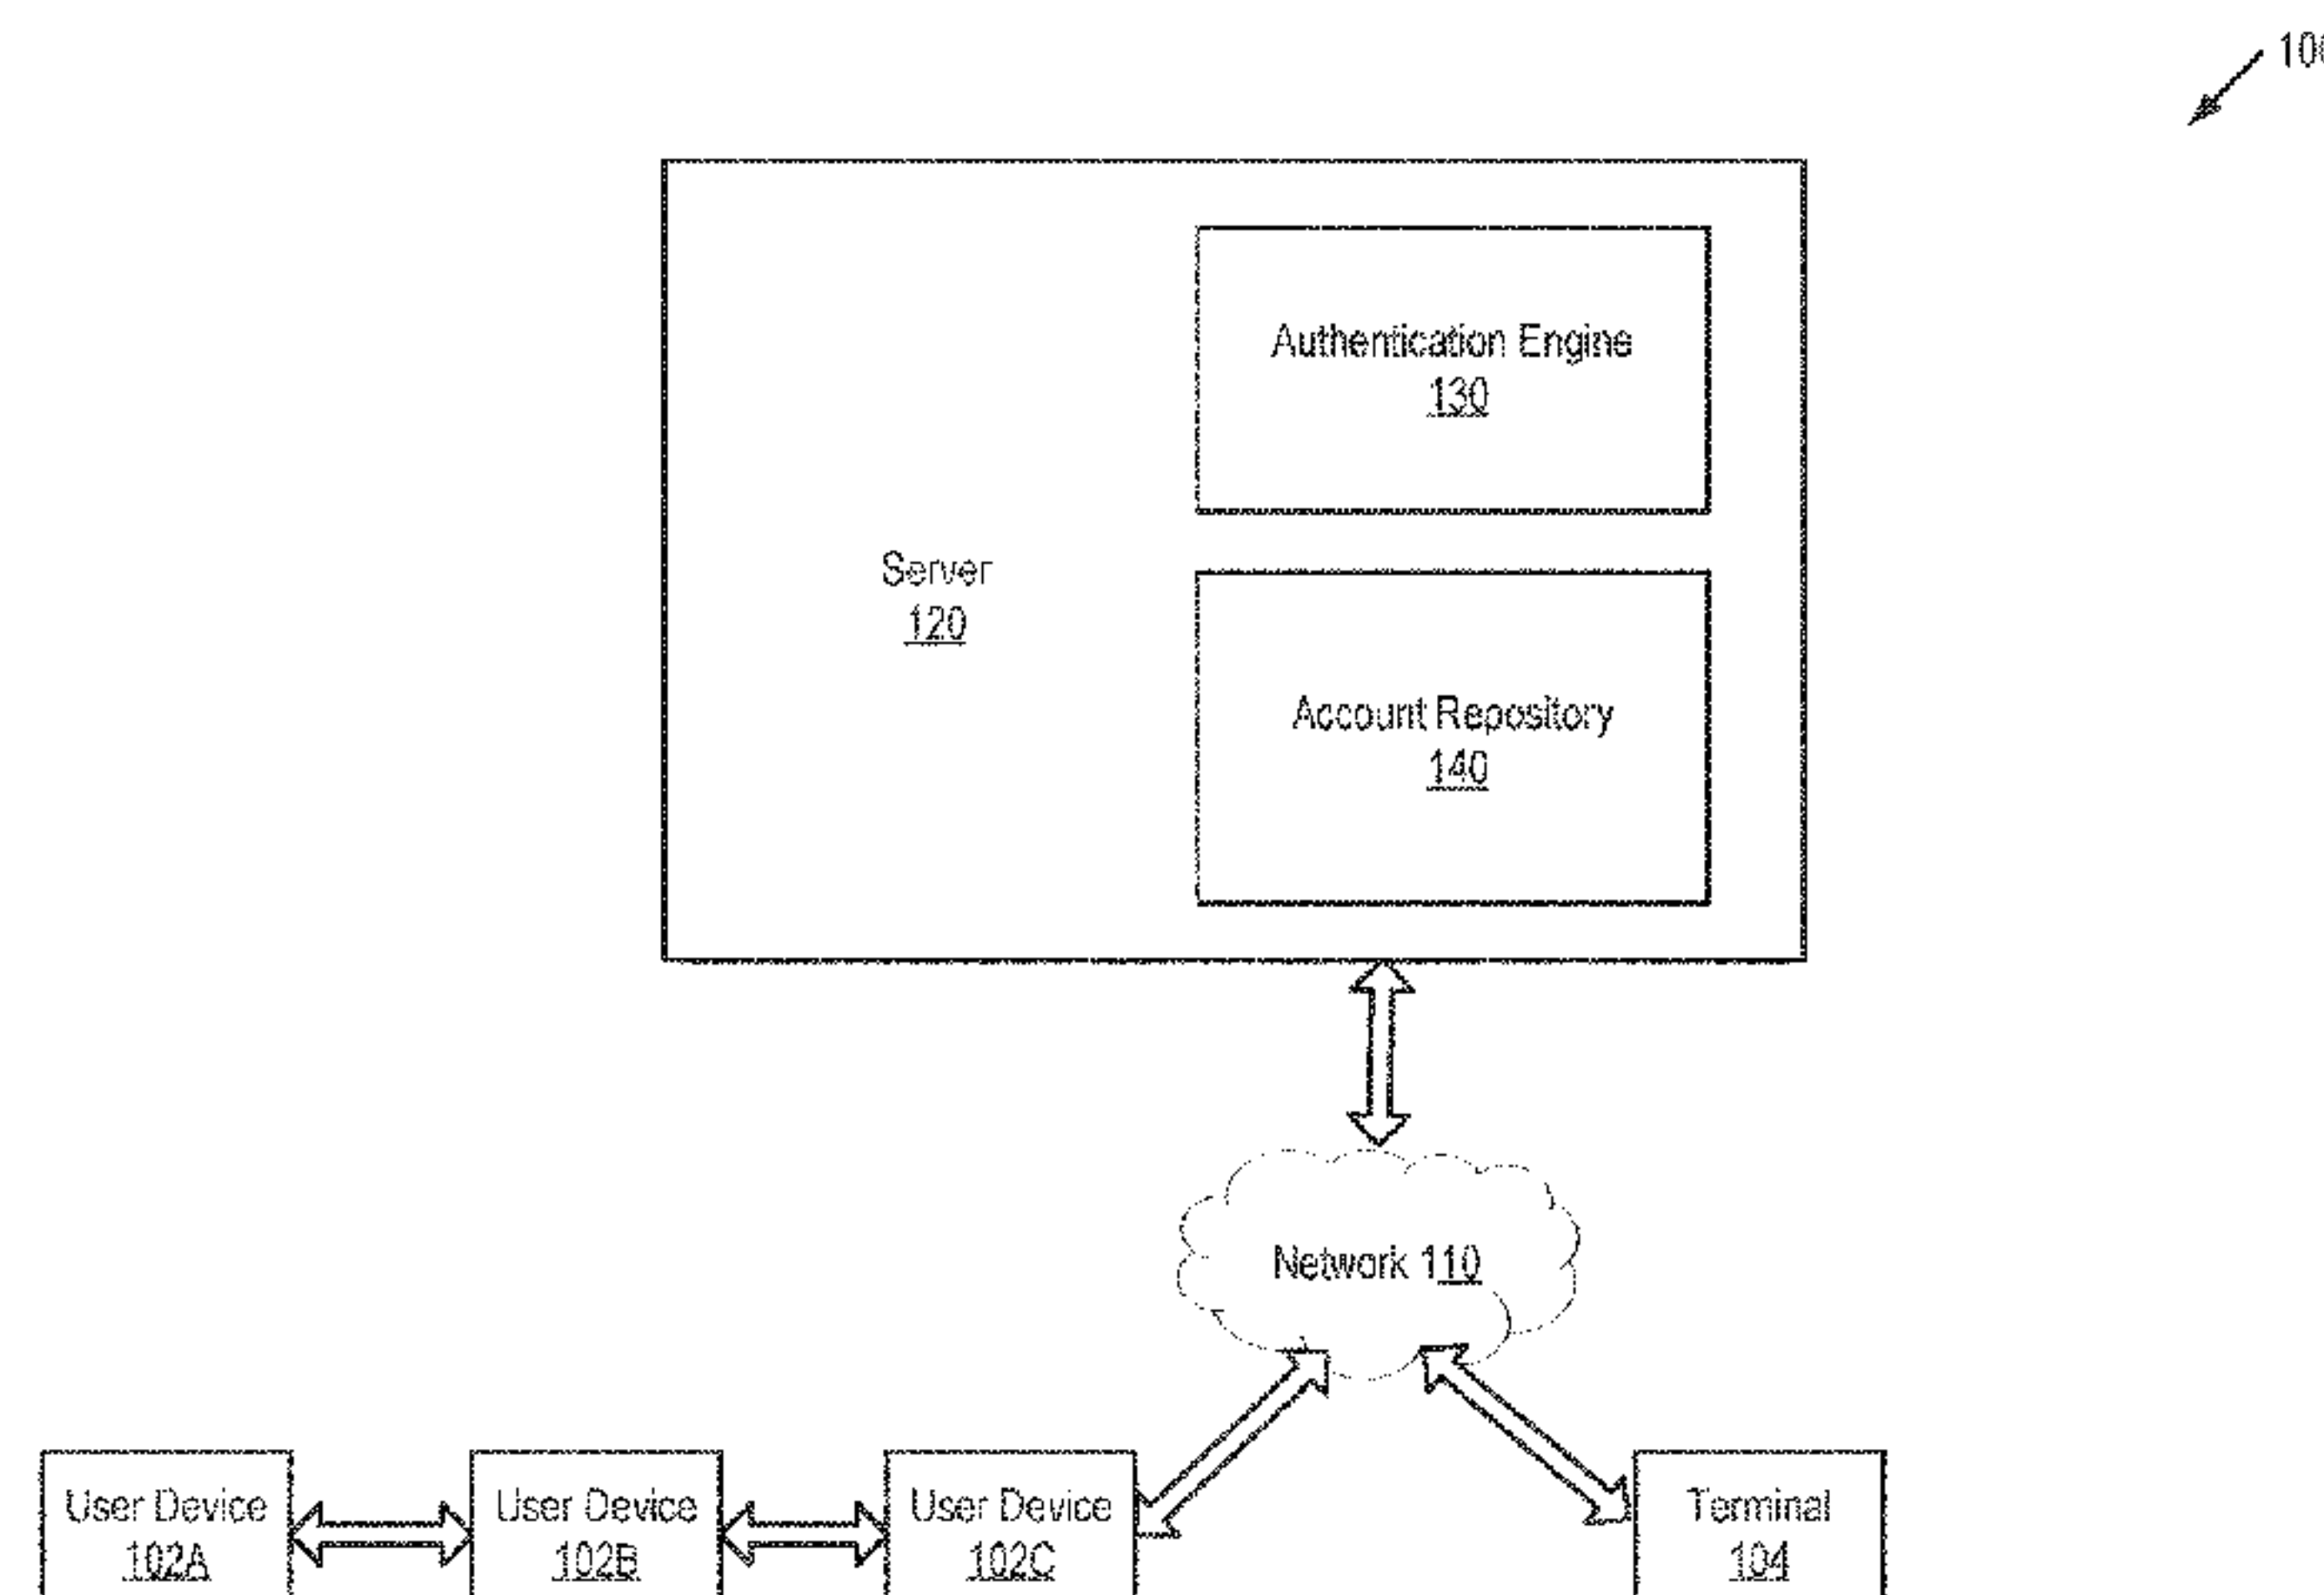 100
Authentication Engine
130
Server
120
Account Repository
140
Network 110
User Device
102A
User Device
102B
User Device
102C
Terminal
104